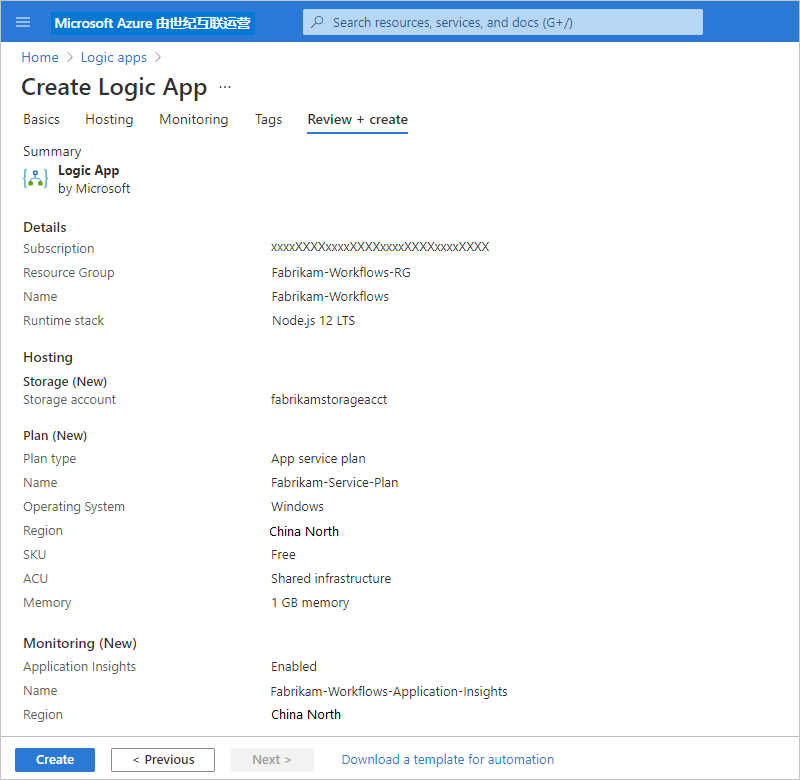 Microsoft Azure 由世纪互联运营
Search resources, services, and docs (G+/)
Home > Logic apps >
Create Logic App ...
Basics Hosting Monitoring Tags Review + create
Summary
Logic App
by Microsoft
Details
Subscription xxxxXXXXxxxxXXXXxxxxXXXXxxxxXXXX
Resource Group Fabrikam-Workflows-RG
Name Fabrikam-Workflows
Runtime stack Node.js 12 LTS
Hosting
Storage (New)
Storage account fabrikamstorageacct
Plan (New)
Plan type App service plan
Name Fabrikam-Service-Plan
Operating System Windows
Region China North
SKU Free
ACU Shared infrastructure
Memory 1 GB memory
Monitoring (New)
Application Insights Enabled
Name Fabrikam-Workflows-Application-Insights
Region China North
Create < Previous Next > Download a template for automation